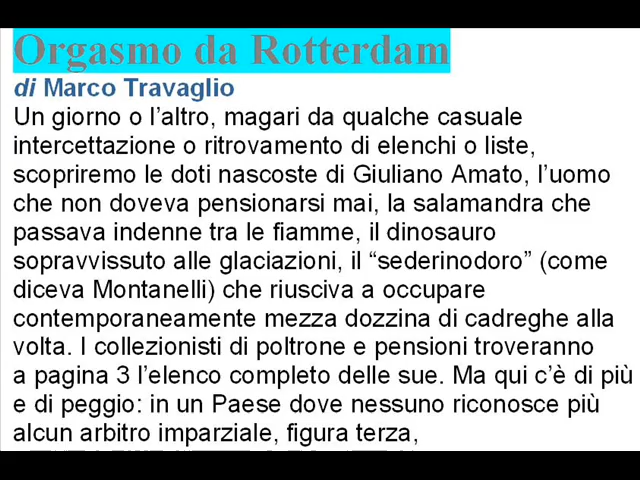 Orgasmo da Rotterdam
di Marco Travaglio
Un giorno o l’altro, magari da qualche casuale
intercettazione o ritrovamento di elenchi o liste,
scopriremo le doti nascoste di Giuliano Amato, l’uomo
che non doveva pensionarsi mai, la salamandra che
passava indenne tra le fiamme, il dinosauro
sopravvissuto alle glaciazioni, il “sederinodoro” (come
diceva Montanelli) che riusciva a occupare
contemporaneamente mezza dozzina di cadreghe alla
volta. I collezionisti di poltrone e pensioni troveranno
a pagina 3 l’elenco completo delle sue. Ma qui c’è di più
e di peggio: in un Paese dove nessuno riconosce più
alcun arbitro imparziale, figura terza,